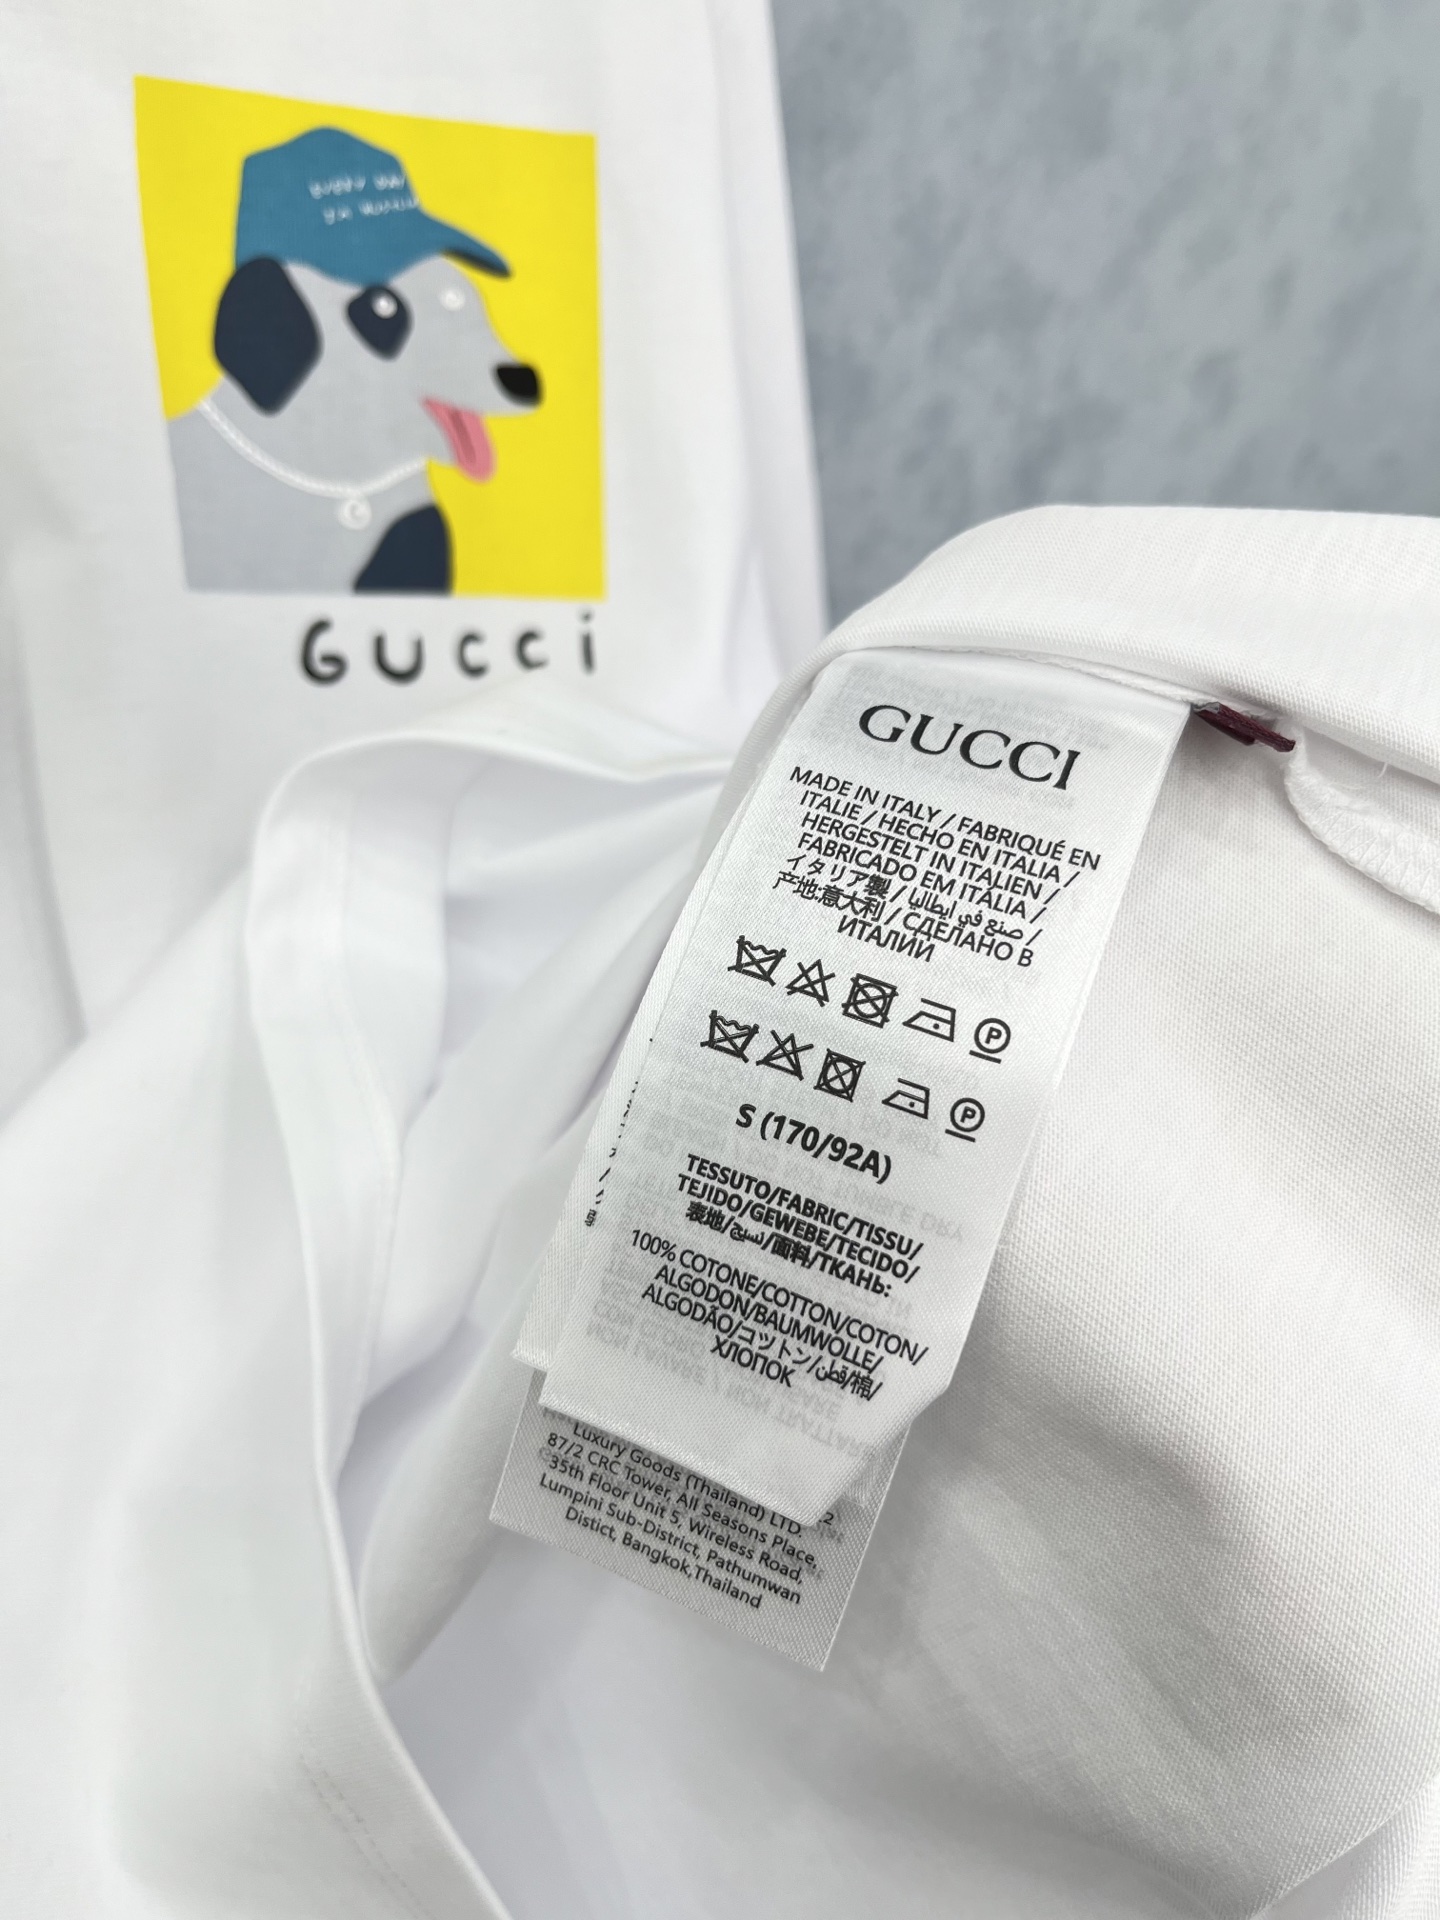 Gucci
GUCCI
MADE IN ITALY / FABRIQUÉ EN
ITALIE / HECHO EN ITALIA /
HERGESTELT IN ITALIEN /
FABRICADO EM ITÁLIA /
イタリア製 / صنع في ايطاليا /
产地:意大利 / СДЕЛАНО В
ИТАЛИИ
P
P
S (170/92A)
TESSUTO/FABRIC/TISSU/
TEJIDO/GEWEBE/TECIDO/
表地/نسيج/面料/ТКАНЬ:
100% COTONE/COTTON/COTON/
ALGODON/BAUMWOLLE/
ALGODÃO/コットン/قطن/棉/
ХЛОПОК
Luxury Goods (Thailand) LTD.
87/2 CRC Tower, All Seasons Place,
35th Floor Unit 5, Wireless Road,
Lumpini Sub-District, Pathumwan
Distict, Bangkok,Thailand